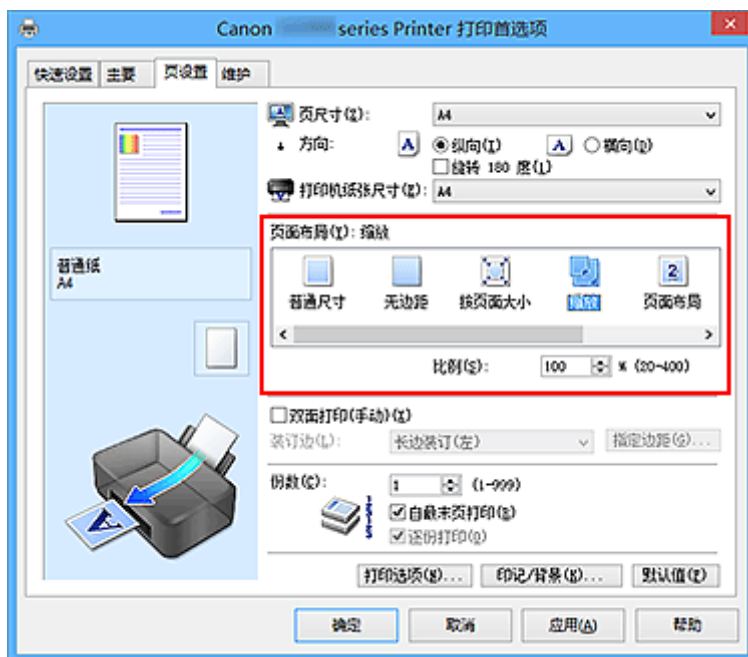 Canon series Printer 打印首选项
快速设置 主要 页设置 维护
页尺寸(Z): A4
方向: A 纵向(I) A 横向(D)
旋转 180 度(L)
打印机纸张尺寸(E): A4
页面布局(Y): 缩放
普通尺寸 无边距 按页面大小 缩放 2 页面布局
比例(S): 100 % (20-400)
普通纸
A4
双面打印(手动)(X)
装订边(L): 长边装订(左) 指定边距(G)...
份数(C): 1 (1-999)
自最末页打印(B)
逐份打印(O)
打印选项(N)... 印记/背景(K)... 默认值(F)
确定 取消 应用(A) 帮助